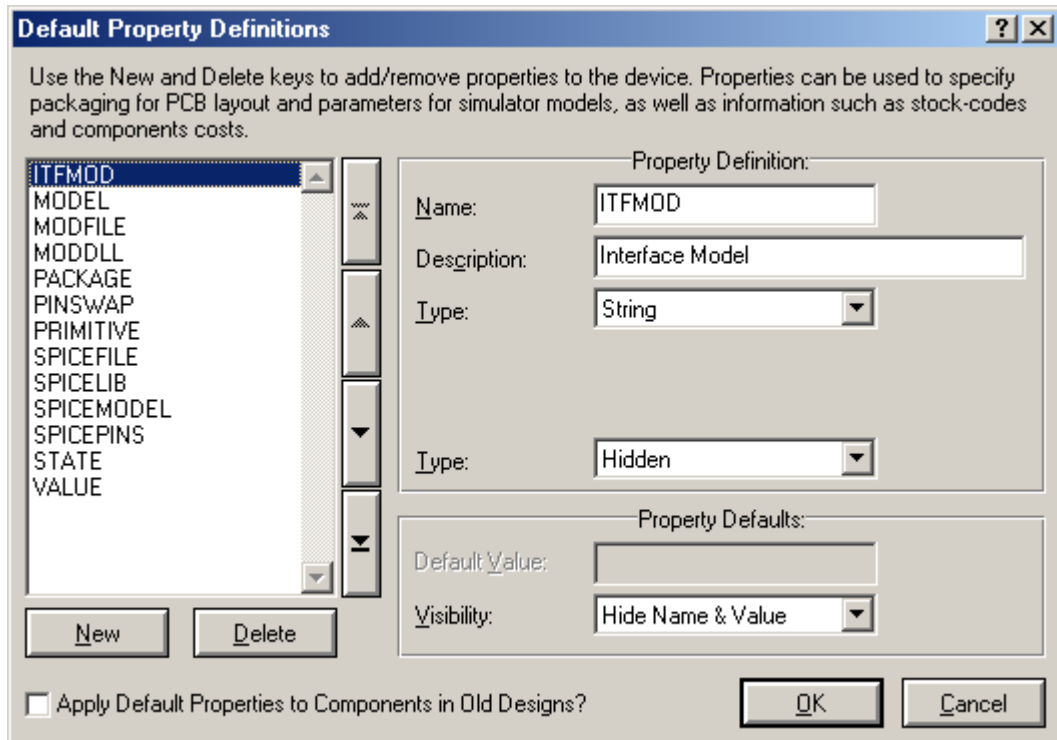 Default Property Definitions
Use the New and Delete keys to add/remove properties to the device. Properties can be used to specify
packaging for PCB layout and parameters for simulator models, as well as information such as stock-codes
and components costs.
ITFMOD
MODEL
MODFILE
MODDLL
PACKAGE
PINSWAP
PRIMITIVE
SPICEFILE
SPICELIB
SPICEMODEL
SPICEPINS
STATE
VALUE
New
Delete
Property Definition:
Name:
ITFMOD
Description:
Interface Model
Type:
String
Type:
Hidden
Property Defaults:
Default Value:
Visibility:
Hide Name & Value
Apply Default Properties to Components in Old Designs?
OK
Cancel